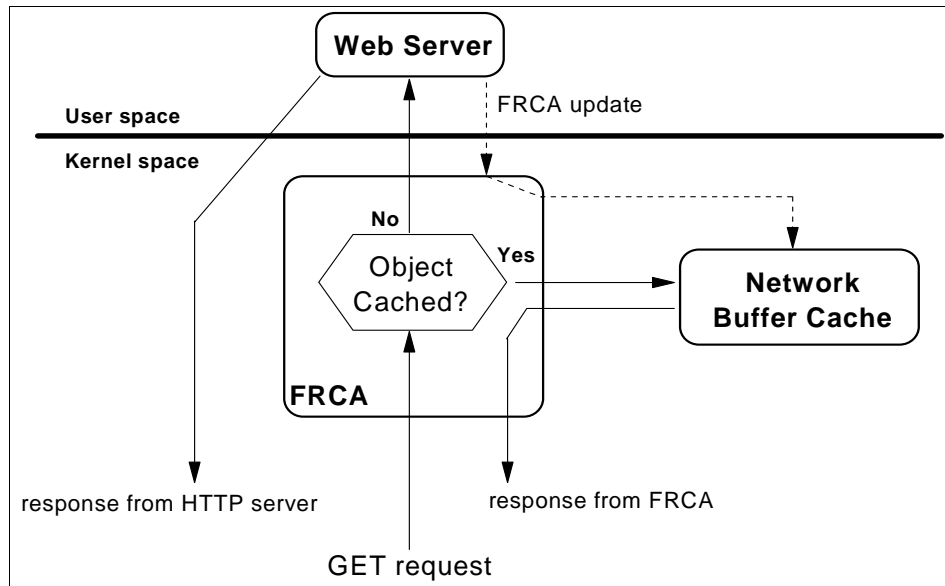 Web Server
FRCA update
User space
Kernel space
No
Yes
Object
Cached?
Network
Buffer Cache
FRCA
response from HTTP server
response from FRCA
GET request